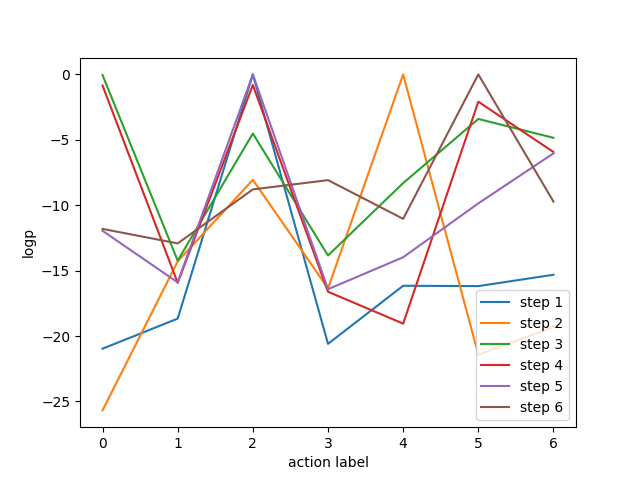 0
−5
−10
−15
−20
−25
logp
0 1 2 3 4 5 6
action label
step 1
step 2
step 3
step 4
step 5
step 6